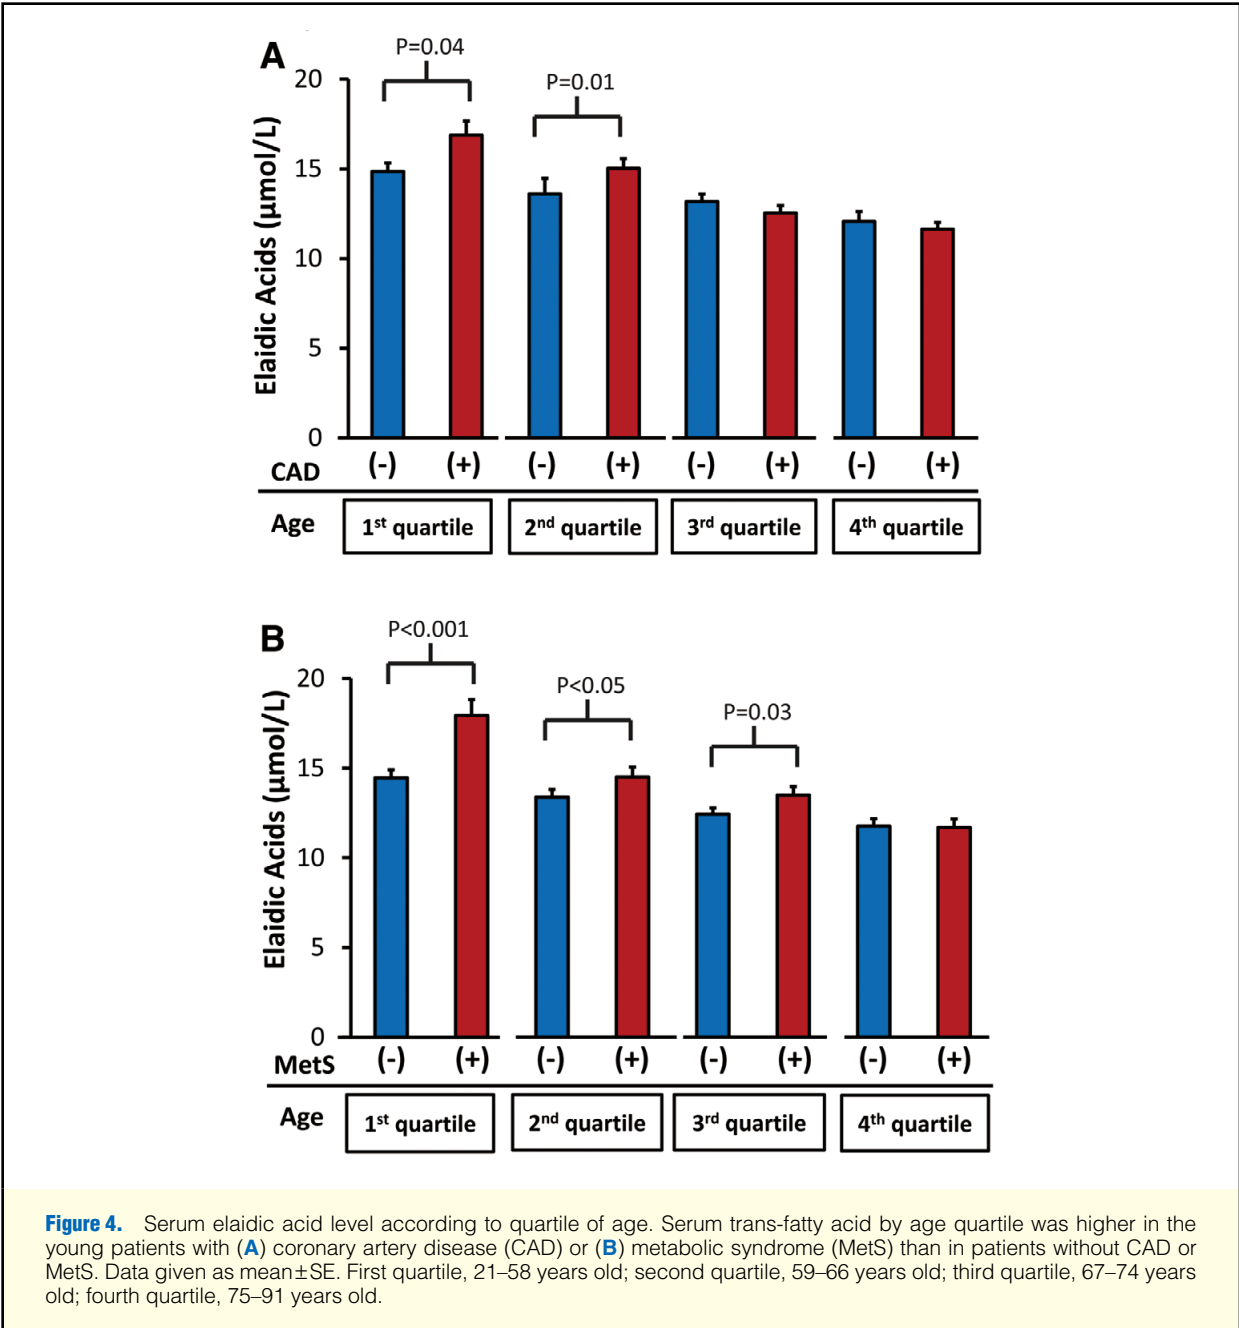 A
P=0.04
P=0.01
20
15
10
5
0
Elaidic Acids (µmol/L)
CAD (-) (+) (-) (+) (-) (+) (-) (+)
Age 1st quartile 2nd quartile 3rd quartile 4th quartile
B
P<0.001
P<0.05
P=0.03
20
15
10
5
0
Elaidic Acids (µmol/L)
MetS (-) (+) (-) (+) (-) (+) (-) (+)
Age 1st quartile 2nd quartile 3rd quartile 4th quartile
Figure 4. Serum elaidic acid level according to quartile of age. Serum trans-fatty acid by age quartile was higher in the
young patients with (A) coronary artery disease (CAD) or (B) metabolic syndrome (MetS) than in patients without CAD or
MetS. Data given as mean±SE. First quartile, 21–58 years old; second quartile, 59–66 years old; third quartile, 67–74 years
old; fourth quartile, 75–91 years old.